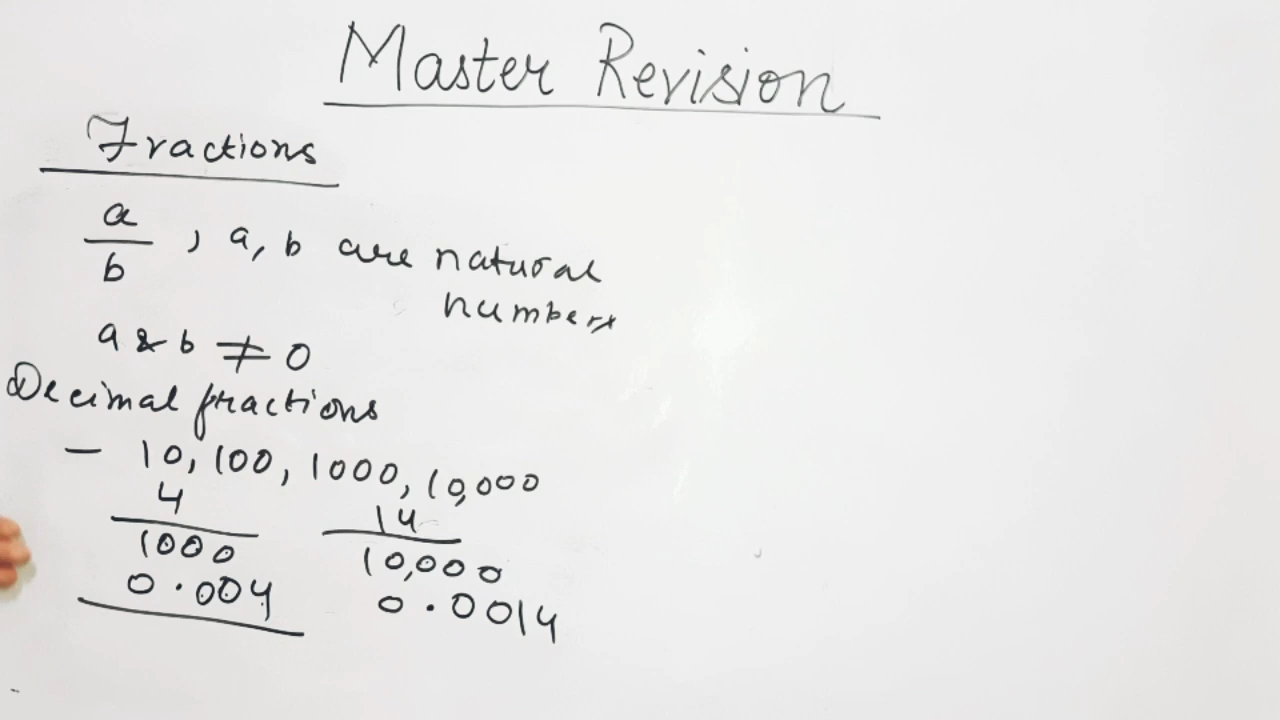 Master Revision
Fractions
a/b , a, b are natural
numbers
a & b ≠ 0
Decimal fractions
— 10, 100, 1000, 10,000
4/1000 14/10,000
0.004 0.0014